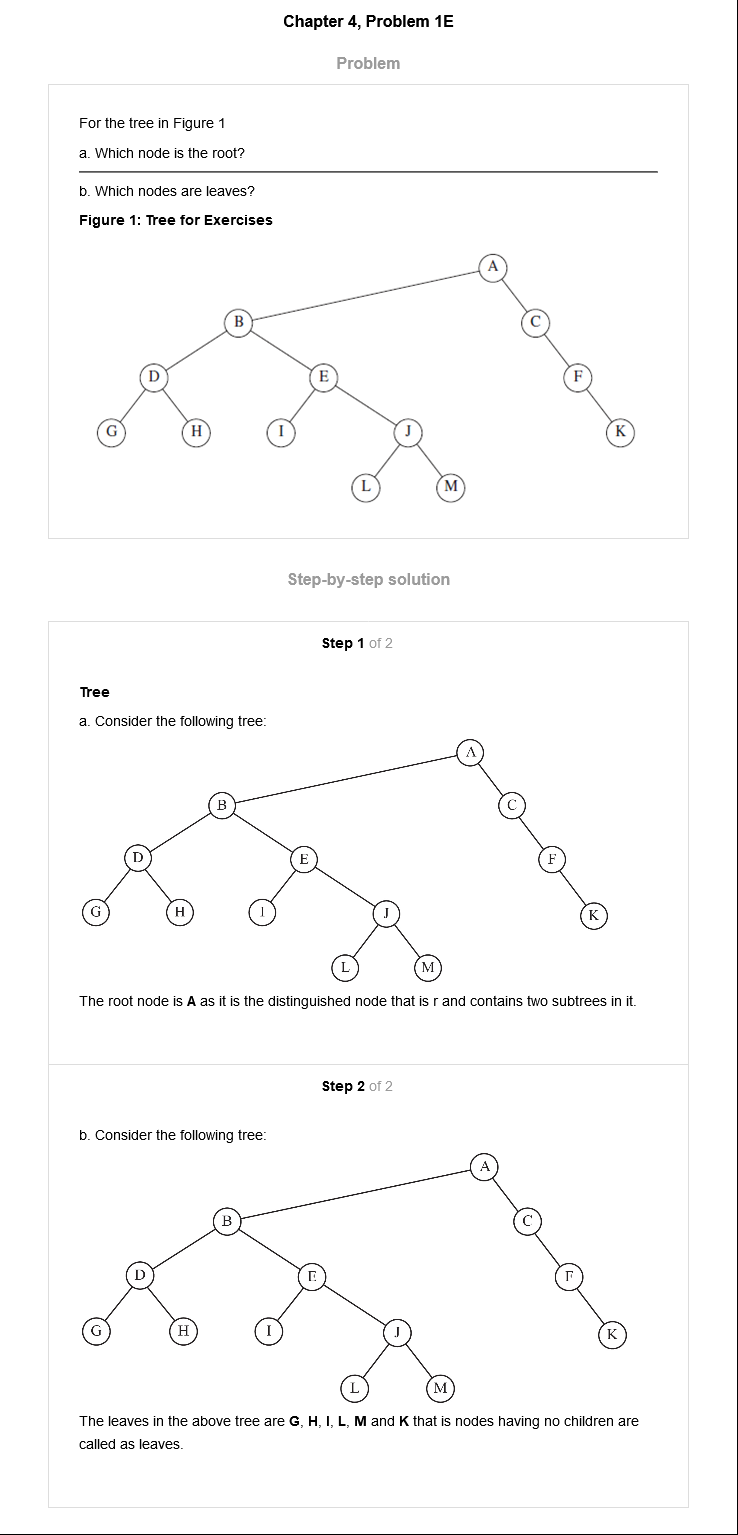 Chapter 4, Problem 1E
Problem
For the tree in Figure 1
a. Which node is the root?
b. Which nodes are leaves?
Figure 1: Tree for Exercises
A
B
C
D
E
F
G
H
I
J
K
L
M
Step-by-step solution
Step 1 of 2
Tree
a. Consider the following tree:
A
B
C
D
E
F
G
H
I
J
K
L
M
The root node is A as it is the distinguished node that is r and contains two subtrees in it.
Step 2 of 2
b. Consider the following tree:
A
B
C
D
E
F
G
H
I
J
K
L
M
The leaves in the above tree are G, H, I, L, M and K that is nodes having no children are
called as leaves.